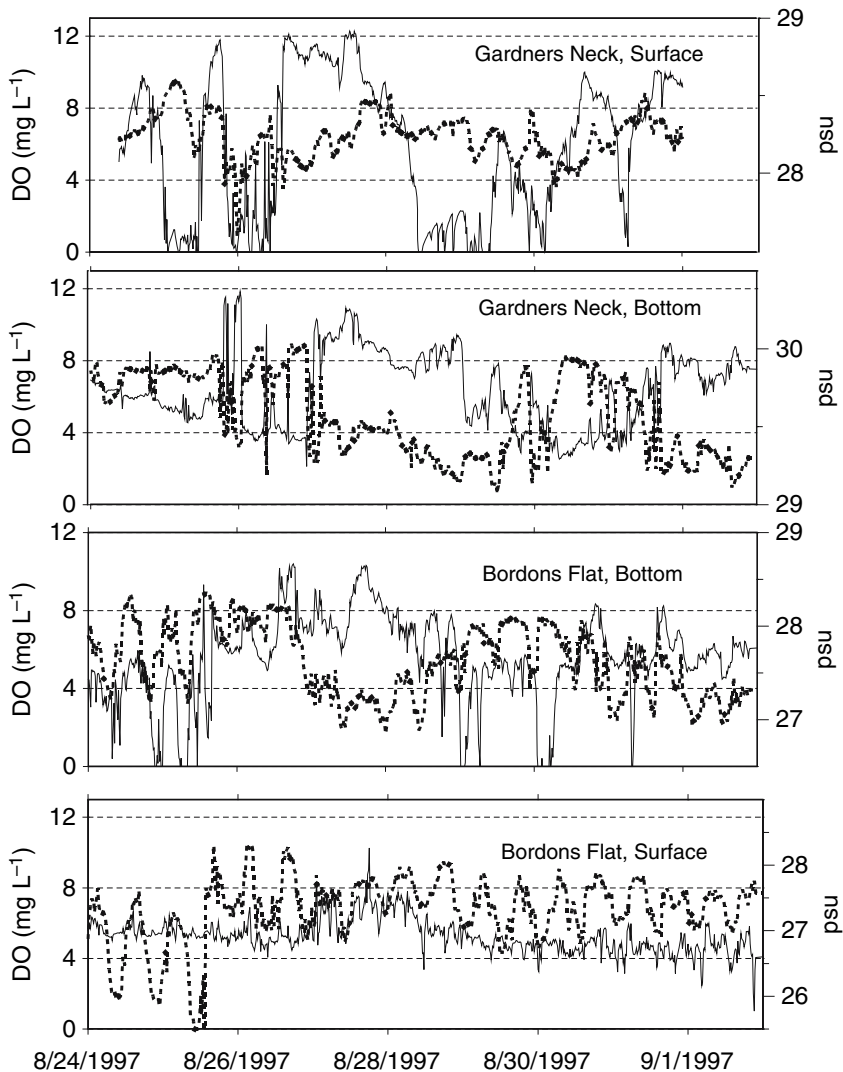 29
12
Gardners Neck, Surface
DO (mg L⁻¹)
8
28
psu
4
0
12
Gardners Neck, Bottom
DO (mg L⁻¹)
8
30
psu
4
0
29
12
29
Bordons Flat, Bottom
DO (mg L⁻¹)
8
28
psu
4
27
0
12
Bordons Flat, Surface
28
DO (mg L⁻¹)
8
27
psu
4
26
0
8/24/1997 8/26/1997 8/28/1997 8/30/1997 9/1/1997